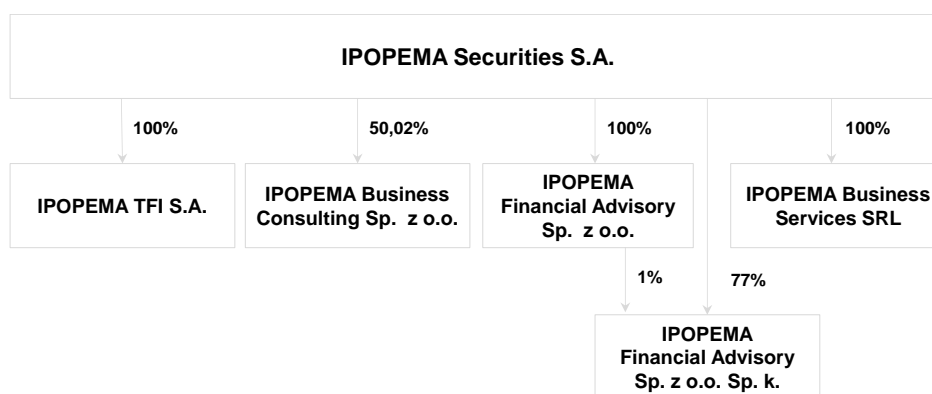 IPOPEMA Securities S.A.
100%
50,02%
100%
100%
IPOPEMA TFI S.A.
IPOPEMA Business
Consulting Sp. z o.o.
IPOPEMA
Financial Advisory
Sp. z o.o.
IPOPEMA Business
Services SRL
1%
77%
IPOPEMA
Financial Advisory
Sp. z o.o. Sp. k.